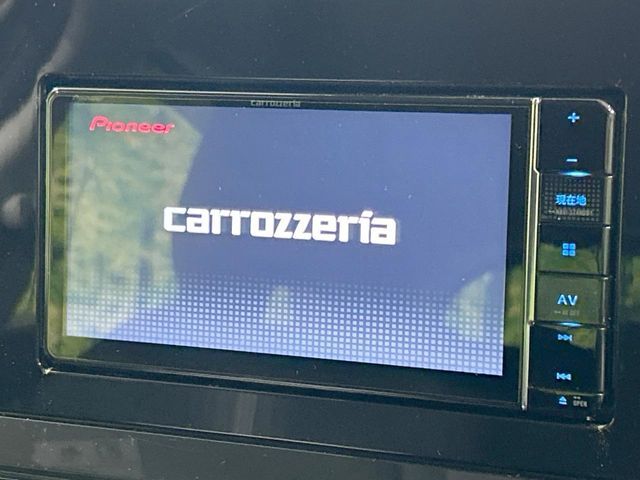 carrozzeria
Pioneer
carrozzeria
+
−
現在地
AV
OPEN